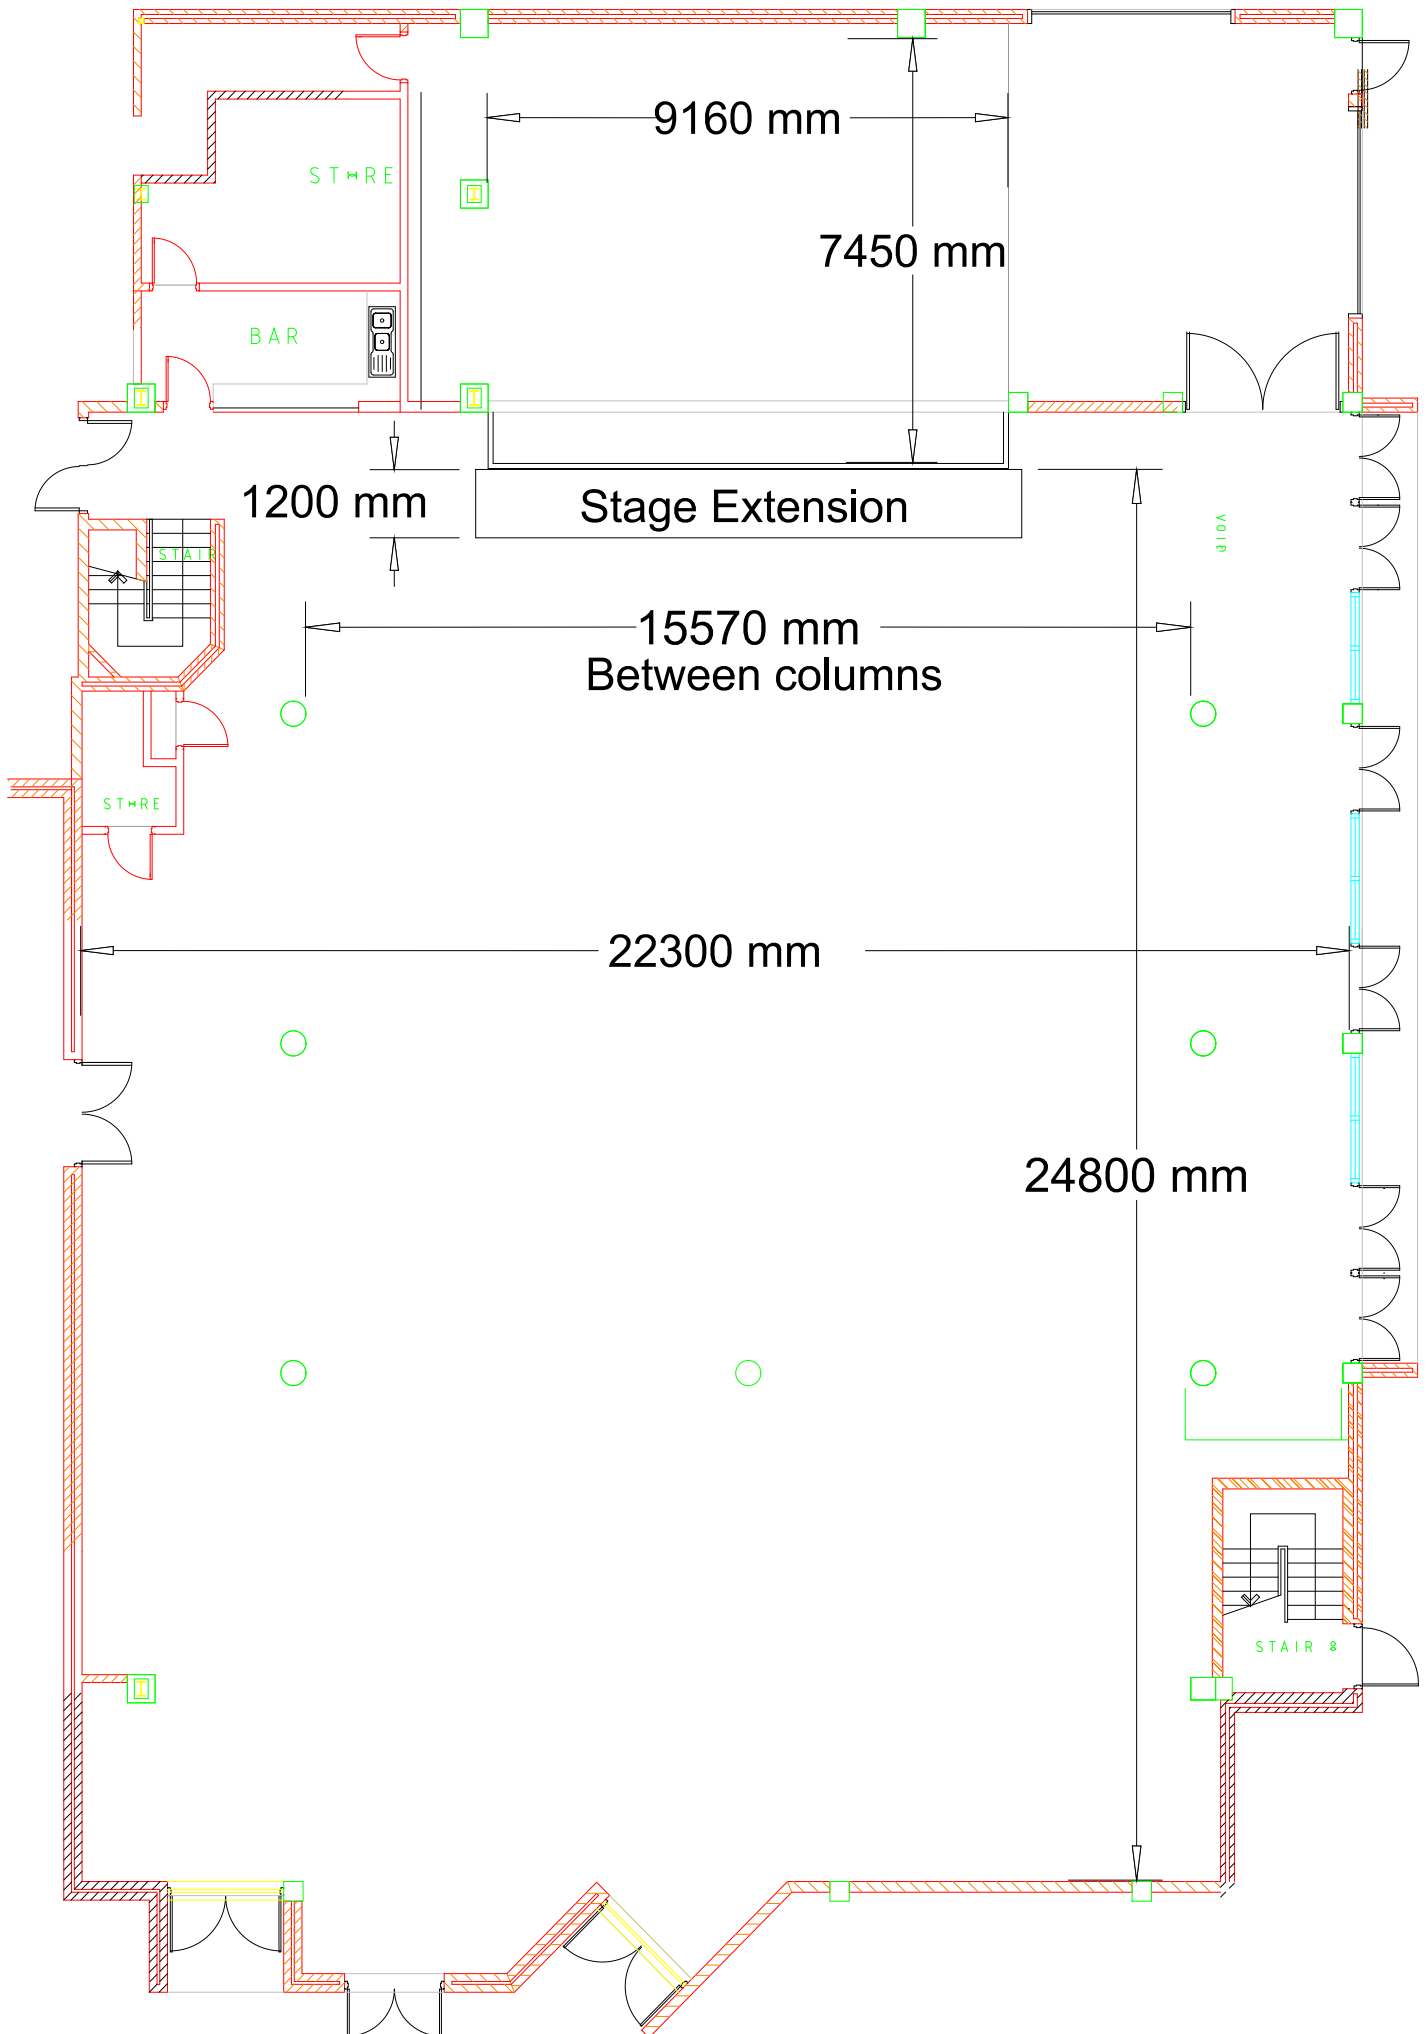 9160 mm
STORE
7450 mm
BAR
1200 mm
Stage Extension
VOID
STAIR
15570 mm
Between columns
STORE
22300 mm
24800 mm
STAIR 8